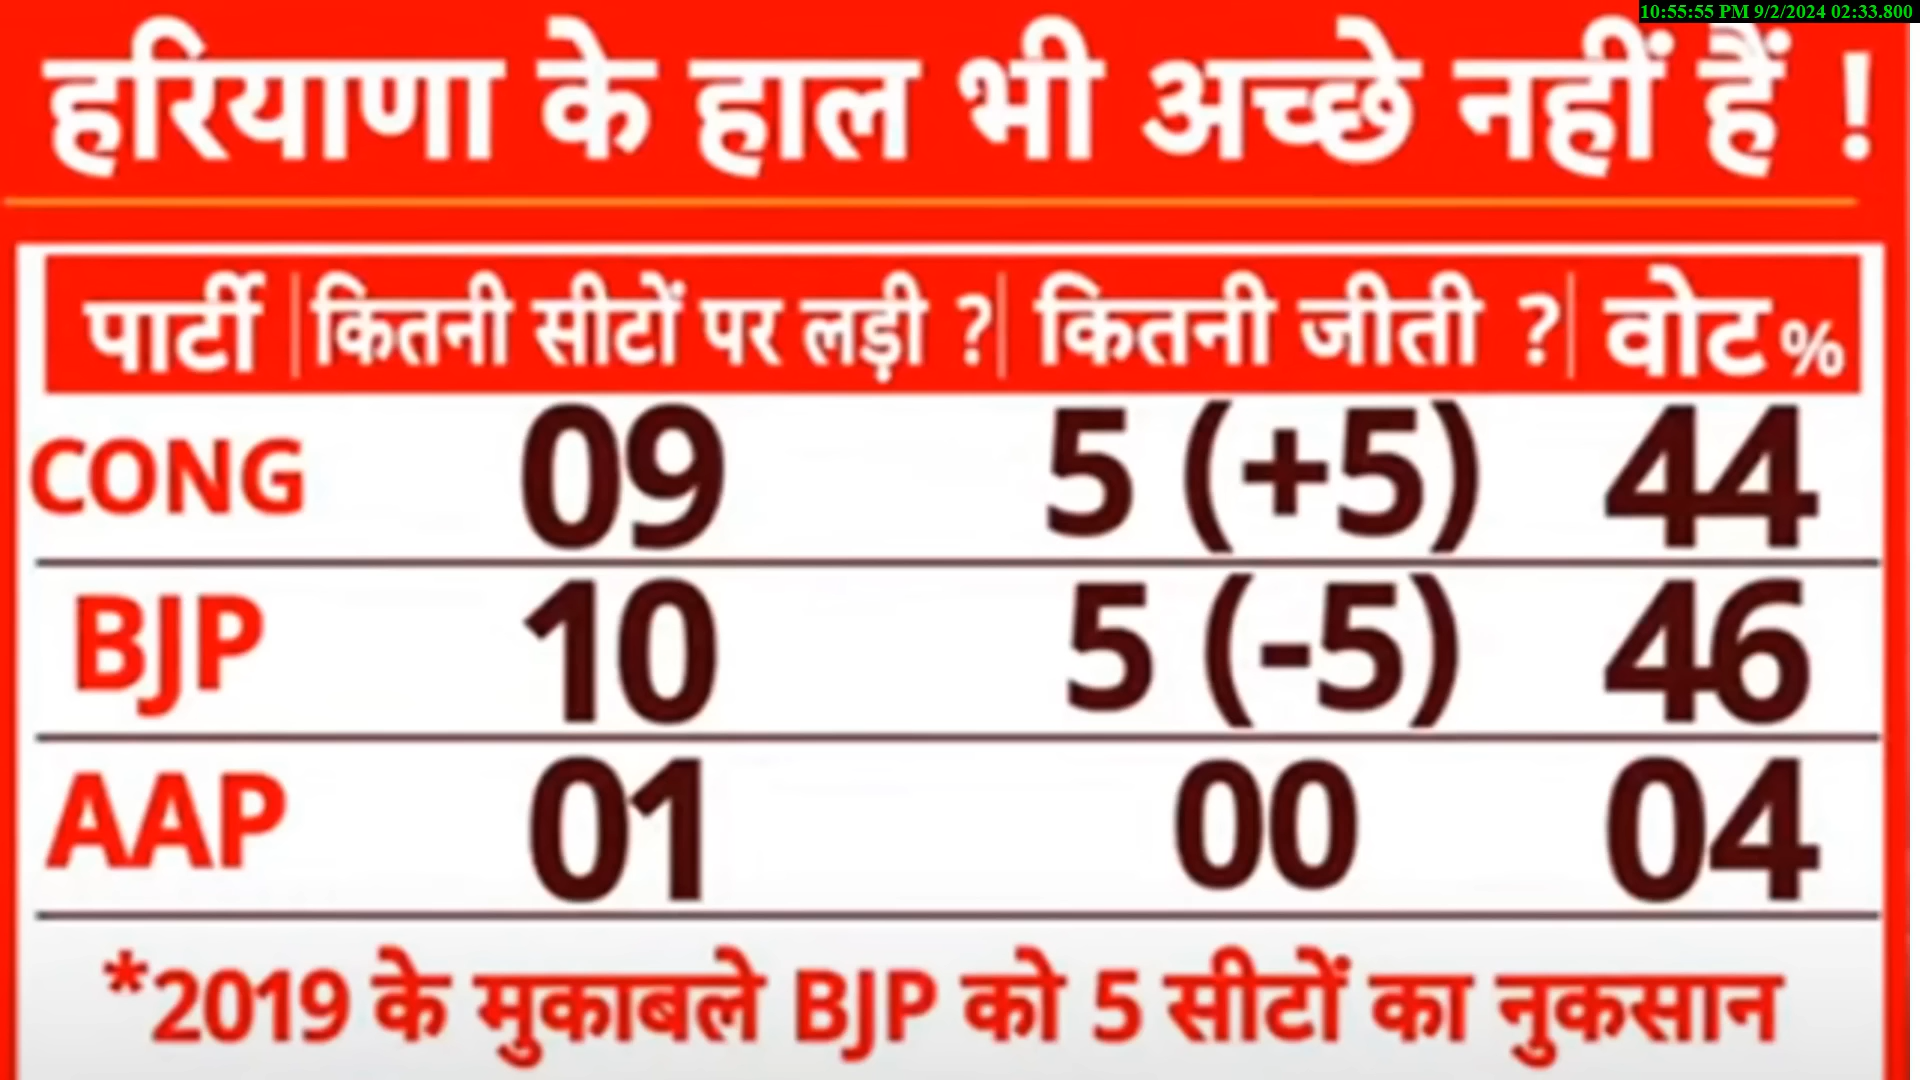 10:55:55 PM 9/2/2024 02:33.800
हरियाणा के हाल भी अच्छे नहीं हैं !
पार्टी कितनी सीटों पर लड़ी ? कितनी जीती ? वोट %
CONG 09 5 (+5) 44
BJP 10 5 (-5) 46
AAP 01 00 04
*2019 के मुकाबले BJP को 5 सीटों का नुकसान